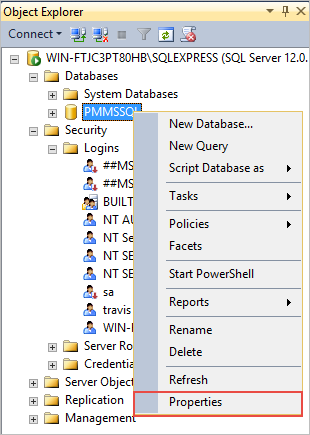 Object Explorer
Connect
WIN-FTJC3PT80HB\SQLEXPRESS (SQL Server 12.0.
Databases
System Databases
PMMSSQL
Security
Logins
##MS
##MS
BUILT
NT AU
NT Se
NT SE
NT SE
sa
travis
WIN-
Server Ro
Credentia
Server Objec
Replication
Management
New Database...
New Query
Script Database as
Tasks
Policies
Facets
Start PowerShell
Reports
Rename
Delete
Refresh
Properties